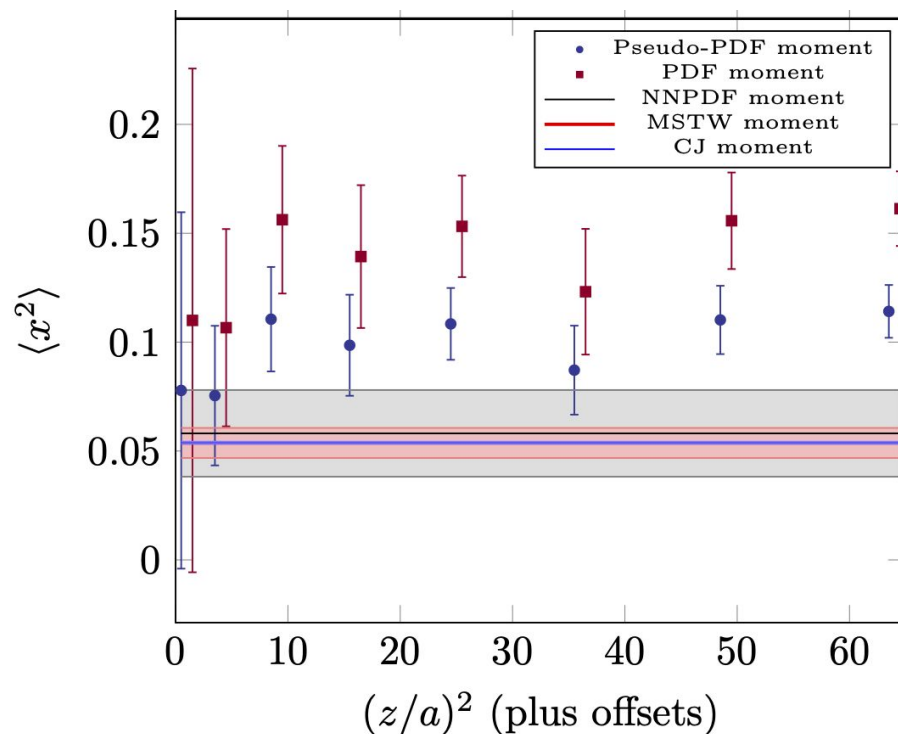 Pseudo-PDF moment
PDF moment
NNPDF moment
MSTW moment
CJ moment
0.2
0.15
0.1
0.05
0
⟨x²⟩
0 10 20 30 40 50 60
(z/a)² (plus offsets)